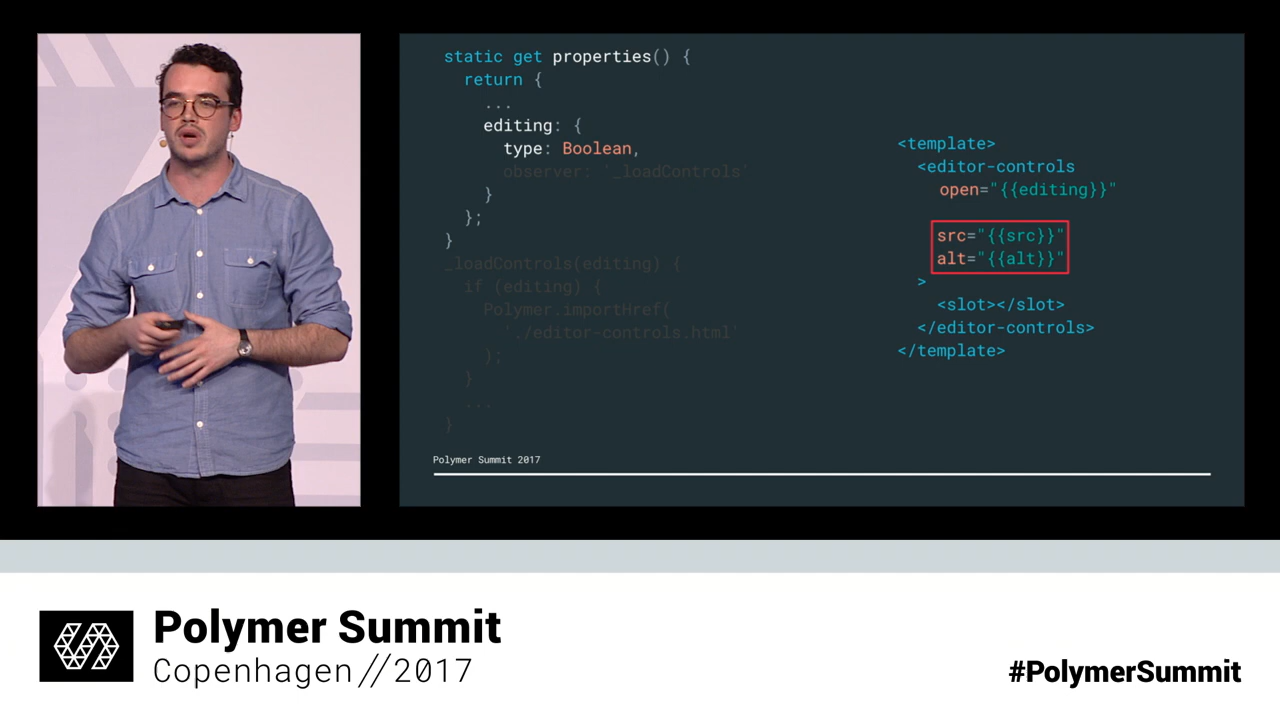 static get properties() {
return {
...
editing: {
type: Boolean,
observer: '_loadControls'
}
};
}
_loadControls(editing) {
if (editing) {
Polymer.importHref(
'./editor-controls.html'
);
}
...
}
<template>
<editor-controls
open="{{editing}}"
src="{{src}}"
alt="{{alt}}"
>
<slot></slot>
</editor-controls>
</template>
Polymer Summit 2017
Polymer Summit
Copenhagen//2017
#PolymerSummit